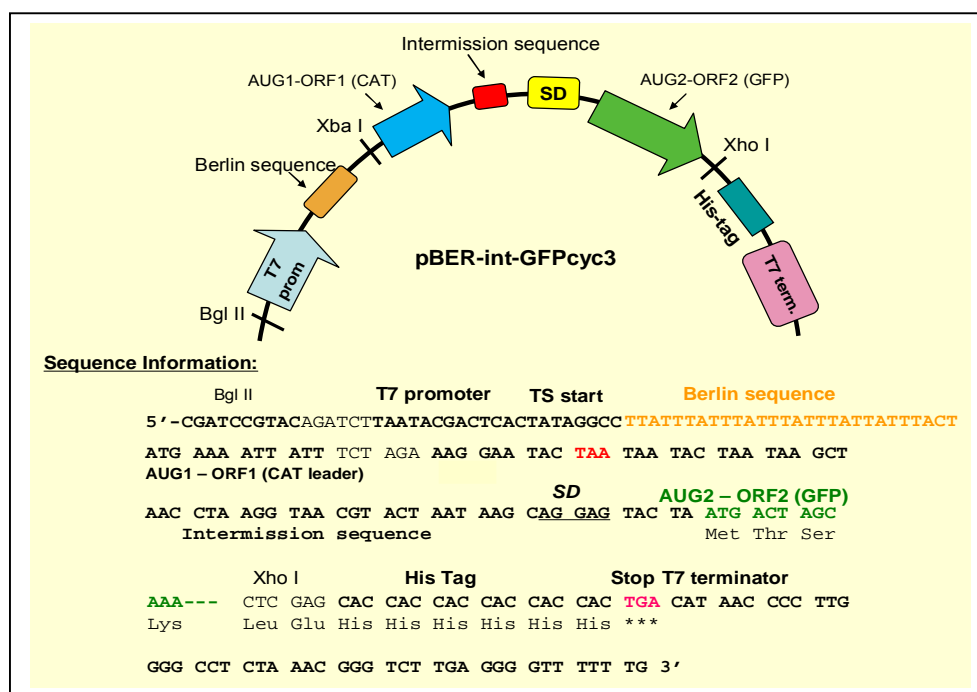 Intermission sequence
AUG1-ORF1 (CAT)
AUG2-ORF2 (GFP)
SD
Xba I
Xho I
Berlin sequence
His-tag
T7 prom
pBER-int-GFPcyc3
T7 term.
Bgl II
Sequence Information:
Bgl II T7 promoter TS start Berlin sequence
5’-CGATCCGTACAGATCTTAATACGACTCACTATAGGCC TTATTTATTTATTTATTTATTATTTACT
ATG AAA ATT ATT TCT AGA AAG GAA TAC TAA TAA TAC TAA TAA GCT
AUG1 – ORF1 (CAT leader)
SD AUG2 – ORF2 (GFP)
AAC CTA AGG TAA CGT ACT AAT AAG CAG GAG TACC TA ATG ACT AGC
Intermission sequence Met Thr Ser
Xho I His Tag Stop T7 terminator
AAA--- CTC GAG CAC CAC CAC CAC CAC CAC TGA CAT AAC CCC TTG
Lys Leu Glu His His His His His His ***
GGG CCT CTA AAC GGG TCT TGA GGG GTT TTT TG 3’